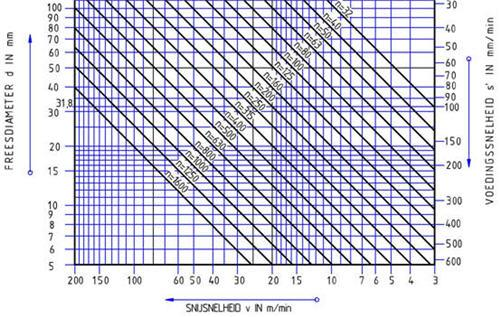 100
90
80
70
60
50
40
31,8
30
20
15
10
9
8
7
6
5
FREESDIAMETER d IN mm
n=32
n=40
n=50
n=63
n=80
n=100
n=125
n=160
n=200
n=250
n=315
n=400
n=500
n=630
n=800
n=1000
n=1250
n=1600
30
40
50
60
70
80
90
100
150
200
300
400
500
600
VOEDINGSSNELHEID s' IN mm/min
200 150 100 60 50 40 30 20 15 10 7 6 5 4 3
SNIJSNELHEID v IN m/min